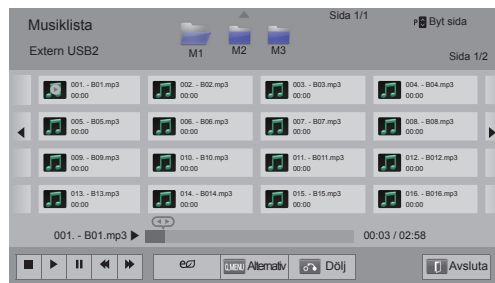 Musiklista
Sida 1/1
P Byt sida
Extern USB2
M1 M2 M3
Sida 1/2
001. - B01.mp3
00:00
002. - B02.mp3
00:00
003. - B03.mp3
00:00
004. - B04.mp3
00:00
005. - B05.mp3
00:00
006. - B06.mp3
00:00
007. - B07.mp3
00:00
008. - B08.mp3
00:00
009. - B09.mp3
00:00
010. - B10.mp3
00:00
011. - B011.mp3
00:00
012. - B012.mp3
00:00
013. - B13.mp3
00:00
014. - B014.mp3
00:00
015. - B15.mp3
00:00
016. - B016.mp3
00:00
001. - B01.mp3
00:03 / 02:58
Q.MENU Alternativ
Dölj
Avsluta